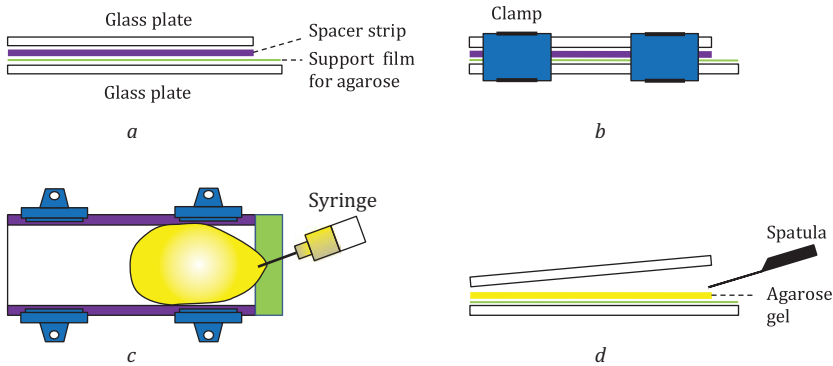 Glass plate
Spacer strip
Support film
for agarose
Glass plate
a
Clamp
b
Syringe
c
Spatula
Agarose
gel
d